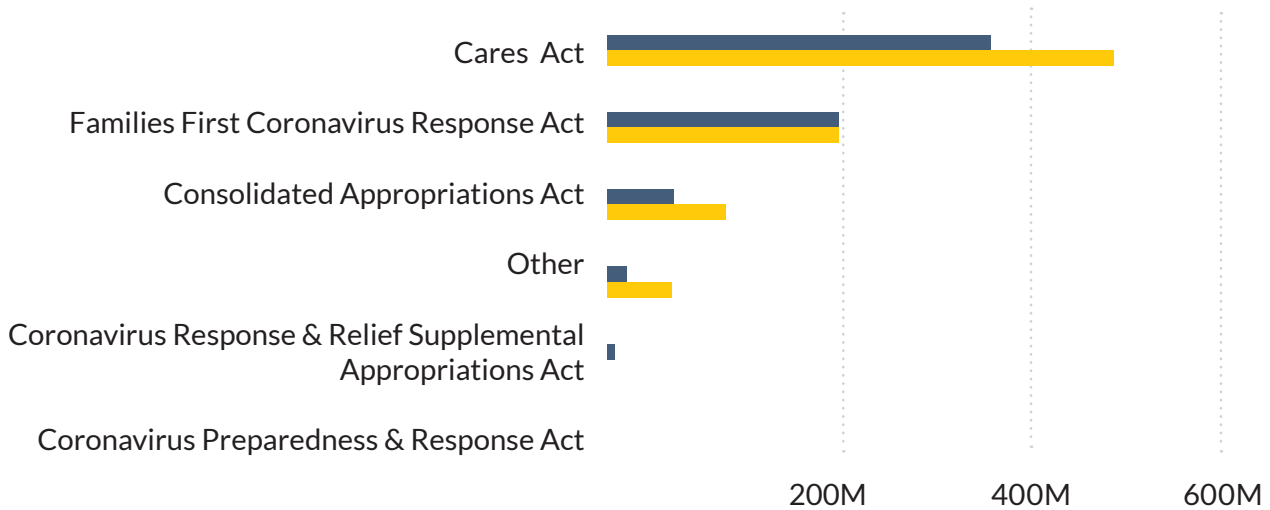 Cares  Act
Families First Coronavirus Response Act
Consolidated Appropriations Act
Other
Coronavirus Response & Relief Supplemental
Appropriations Act
Coronavirus Preparedness & Response Act
200M 400M 600M